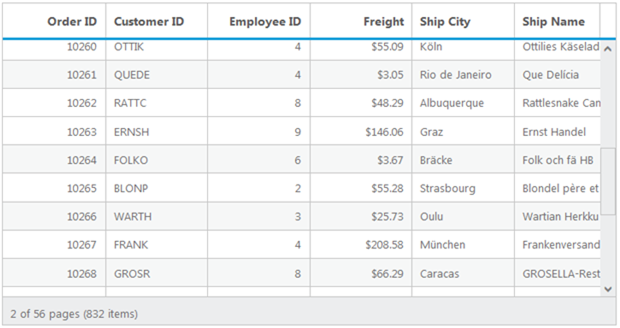 Order ID Customer ID Employee ID Freight Ship City Ship Name
10260 OTTIK 4 $55.09 Köln Ottilies Käselad
10261 QUEDE 4 $3.05 Rio de Janeiro Que Delícia
10262 RATTC 8 $48.29 Albuquerque Rattlesnake Can
10263 ERNSH 9 $146.06 Graz Ernst Handel
10264 FOLKO 6 $3.67 Bräcke Folk och fä HB
10265 BLONP 2 $55.28 Strasbourg Blondel père et
10266 WARTH 3 $25.73 Oulu Wartian Herkku
10267 FRANK 4 $208.58 München Frankenversand
10268 GROSR 8 $66.29 Caracas GROSELLA-Rest
2 of 56 pages (832 items)